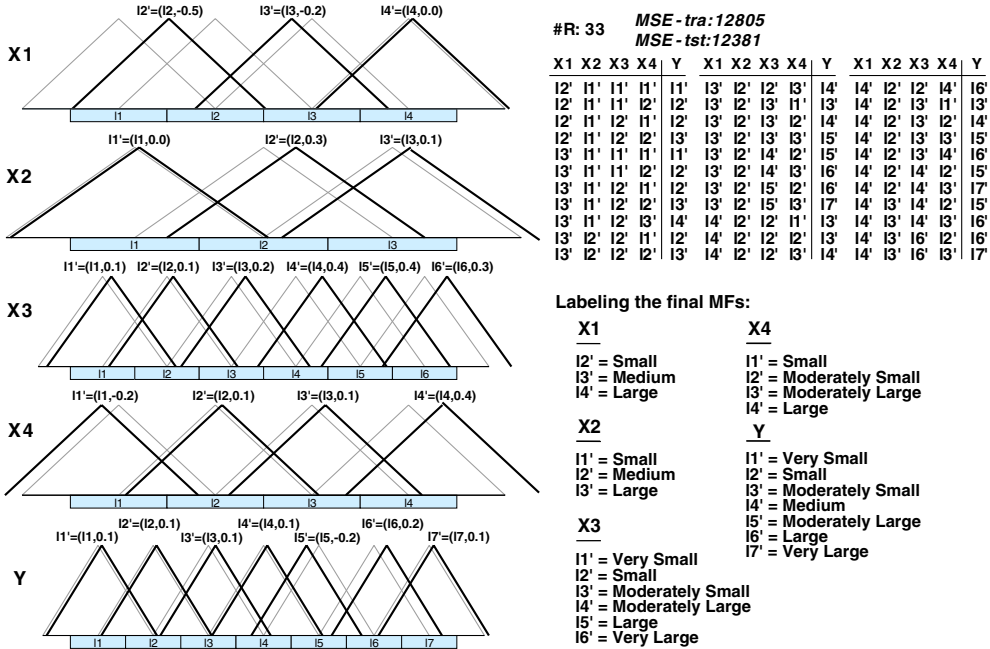 X1
l2'=(l2,-0.5) l3'=(l3,-0.2) l4'=(l4,0.0)
l1 l2 l3 l4
X2
l1'=(l1,0.0) l2'=(l2,0.3) l3'=(l3,0.1)
l1 l2 l3
X3
l1'=(l1,0.1) l2'=(l2,0.1) l3'=(l3,0.2) l4'=(l4,0.4) l5'=(l5,0.4) l6'=(l6,0.3)
l1 l2 l3 l4 l5 l6
X4
l1'=(l1,-0.2) l2'=(l2,0.1) l3'=(l3,0.1) l4'=(l4,0.4)
l1 l2 l3 l4
Y
l2'=(l2,0.1) l4'=(l4,0.1) l6'=(l6,0.2)
l1'=(l1,0.1) l3'=(l3,0.1) l5'=(l5,-0.2) l7'=(l7,0.1)
l1 l2 l3 l4 l5 l6 l7
#R: 33
MSE-tra:12805
MSE-tst:12381
X1 X2 X3 X4 Y X1 X2 X3 X4 Y X1 X2 X3 X4 Y
l2' l1' l1' l1' l1' l3' l2' l2' l3' l4' l4' l2' l2' l4' l6'
l2' l1' l1' l2' l2' l3' l2' l3' l1' l3' l4' l2' l3' l1' l3'
l2' l1' l2' l1' l2' l3' l2' l3' l2' l4' l4' l2' l3' l2' l4'
l2' l1' l2' l2' l3' l3' l2' l3' l3' l5' l4' l2' l3' l3' l5'
l3' l1' l1' l1' l1' l3' l2' l4' l2' l5' l4' l2' l3' l4' l6'
l3' l1' l1' l2' l2' l3' l2' l4' l3' l6' l4' l2' l4' l2' l5'
l3' l1' l2' l1' l2' l3' l2' l5' l2' l6' l4' l2' l4' l3' l7'
l3' l1' l2' l2' l3' l3' l2' l5' l3' l7' l4' l3' l4' l2' l5'
l3' l1' l2' l3' l4' l4' l2' l2' l1' l3' l4' l3' l4' l3' l6'
l3' l2' l2' l1' l2' l4' l2' l2' l2' l3' l4' l3' l6' l2' l6'
l3' l2' l2' l2' l3' l4' l2' l2' l3' l4' l4' l3' l6' l3' l7'
Labeling the final MFs:
X1
l2' = Small
l3' = Medium
l4' = Large
X2
l1' = Small
l2' = Medium
l3' = Large
X3
l1' = Very Small
l2' = Small
l3' = Moderately Small
l4' = Moderately Large
l5' = Large
l6' = Very Large
X4
l1' = Small
l2' = Moderately Small
l3' = Moderately Large
l4' = Large
Y
l1' = Very Small
l2' = Small
l3' = Moderately Small
l4' = Medium
l5' = Moderately Large
l6' = Large
l7' = Very Large